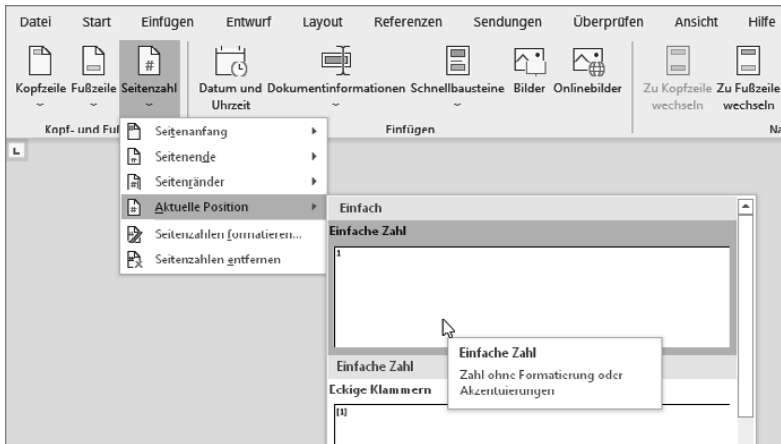 Datei Start Einfügen Entwurf Layout Referenzen Sendungen Überprüfen Ansicht Hilfe
Kopfzeile Fußzeile Seitenzahl Datum und Uhrzeit Dokumentinformationen Schnellbausteine Bilder Onlinebilder Zu Kopfzeile wechseln Zu Fußzeile wechseln
Kopf- und Fuß Einfügen Na
Seitenanfang
Seitenende
Seitenränder
Aktuelle Position
Seitenzahlen formatieren...
Seitenzahlen entfernen
Einfach
Einfache Zahl
1
Einfache Zahl
Zahl ohne Formatierung oder
Akzentuierungen
Einfache Zahl
Eckige Klammern
[1]